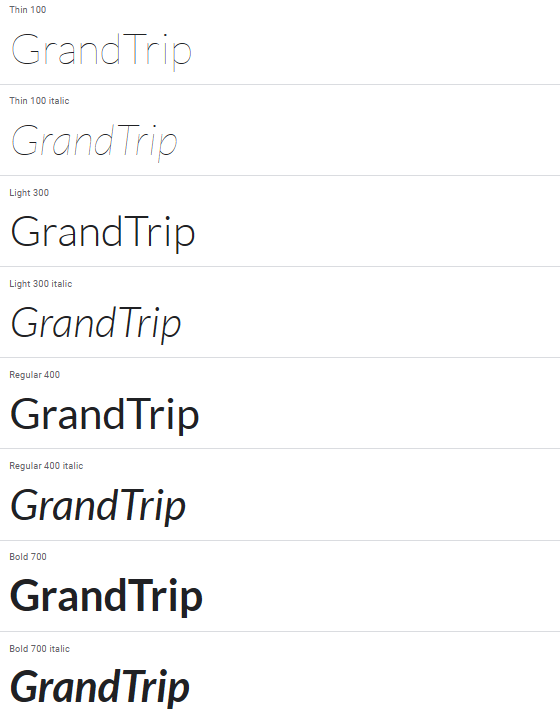 Thin 100
GrandTrip
Thin 100 italic
GrandTrip
Light 300
GrandTrip
Light 300 italic
GrandTrip
Regular 400
GrandTrip
Regular 400 italic
GrandTrip
Bold 700
GrandTrip
Bold 700 italic
GrandTrip